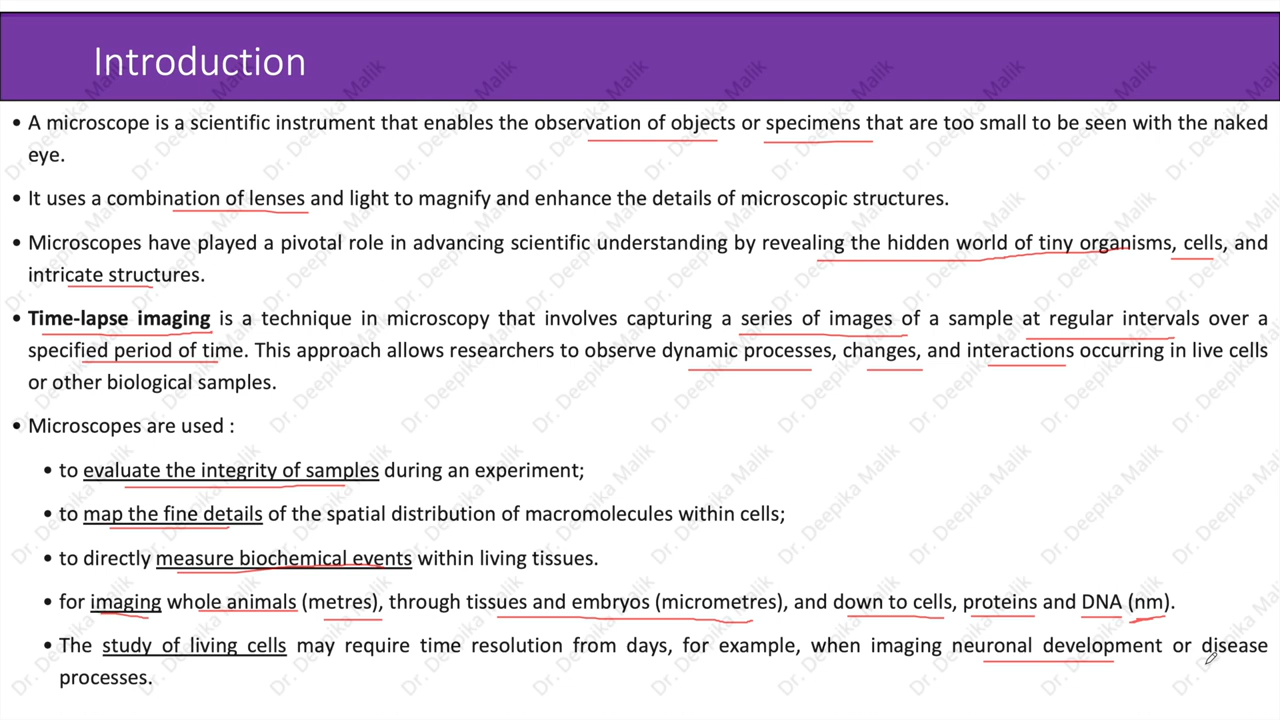 Introduction
• A microscope is a scientific instrument that enables the observation of objects or specimens that are too small to be seen with the naked
eye.
• It uses a combination of lenses and light to magnify and enhance the details of microscopic structures.
• Microscopes have played a pivotal role in advancing scientific understanding by revealing the hidden world of tiny organisms, cells, and
intricate structures.
• Time-lapse imaging is a technique in microscopy that involves capturing a series of images of a sample at regular intervals over a
specified period of time. This approach allows researchers to observe dynamic processes, changes, and interactions occurring in live cells
or other biological samples.
• Microscopes are used :
• to evaluate the integrity of samples during an experiment;
• to map the fine details of the spatial distribution of macromolecules within cells;
• to directly measure biochemical events within living tissues.
• for imaging whole animals (metres), through tissues and embryos (micrometres), and down to cells, proteins and DNA (nm).
• The study of living cells may require time resolution from days, for example, when imaging neuronal development or disease
processes.
Dr. Deepika Malik